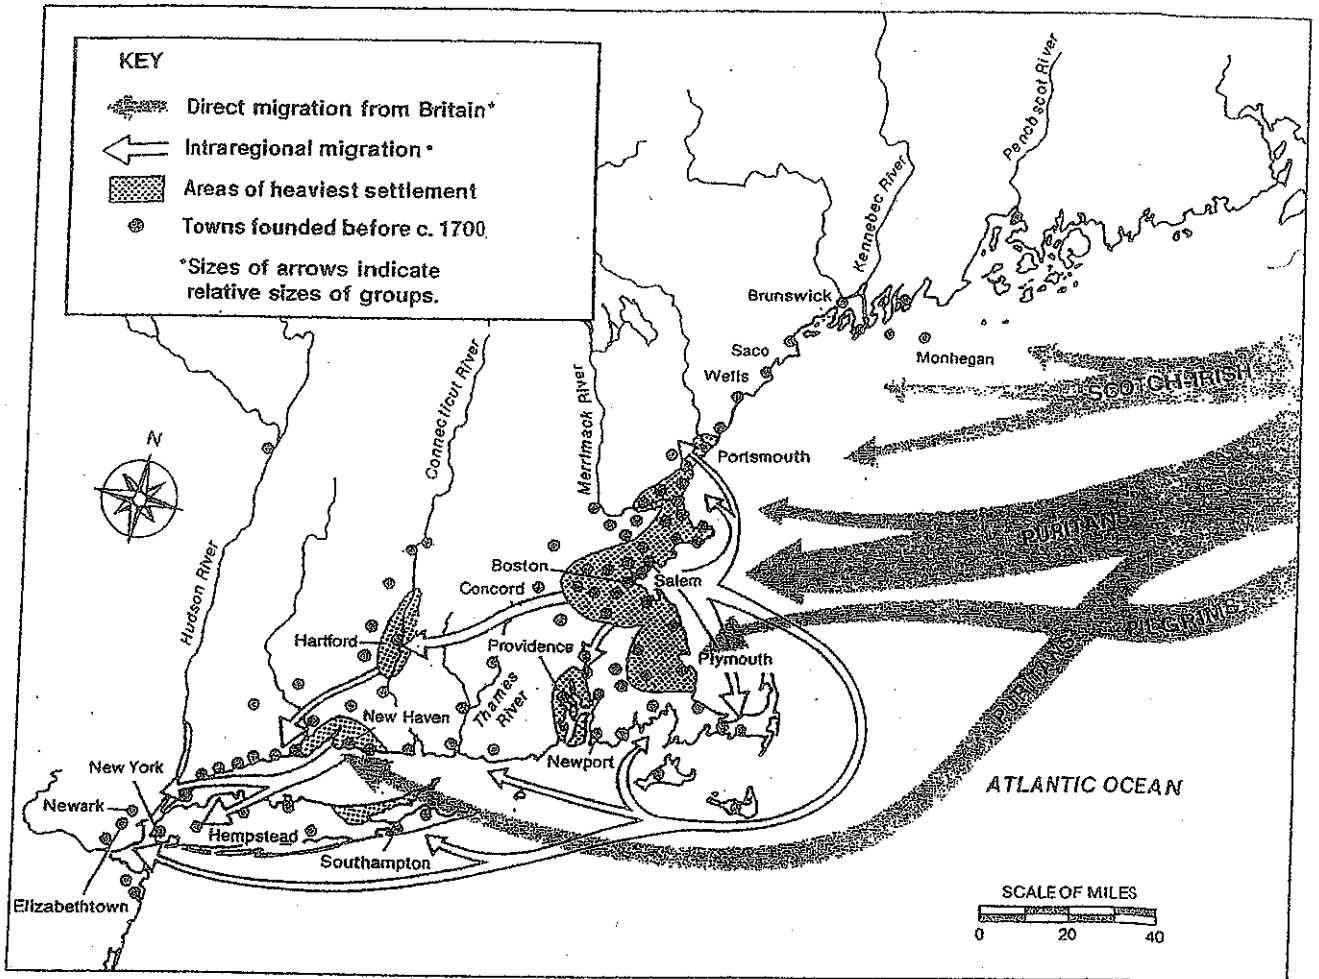 KEY
Direct migration from Britain*
Intraregional migration*
Areas of heaviest settlement
Towns founded before c. 1700
*Sizes of arrows indicate
relative sizes of groups.
Penobscot River
Kennebec River
Brunswick
Saco
Monhegan
Wells
SCOTCH-IRISH
Connecticut River
Merrimack River
N
Portsmouth
PURITAN
Hudson River
Boston
Salem
Concord
PILGRIMS
Hartford
Providence
Plymouth
PURITANS
Thames
River
New Haven
Newport
New York
ATLANTIC OCEAN
Newark
Hempstead
Southampton
Elizabethtown
SCALE OF MILES
0 20 40